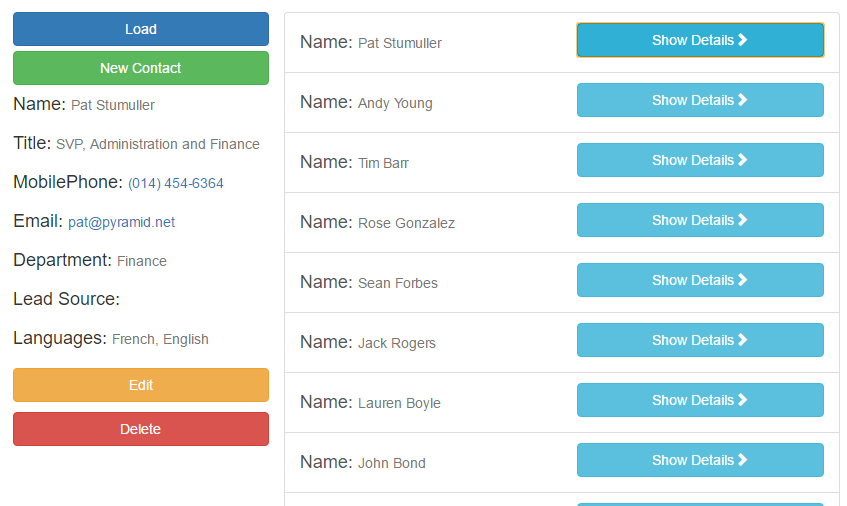 Load
New Contact
Name: Pat Stumuller
Title: SVP, Administration and Finance
MobilePhone: (014) 454-6364
Email: pat@pyramid.net
Department: Finance
Lead Source:
Languages: French, English
Edit
Delete
Name: Pat Stumuller Show Details
Name: Andy Young Show Details
Name: Tim Barr Show Details
Name: Rose Gonzalez Show Details
Name: Sean Forbes Show Details
Name: Jack Rogers Show Details
Name: Lauren Boyle Show Details
Name: John Bond Show Details